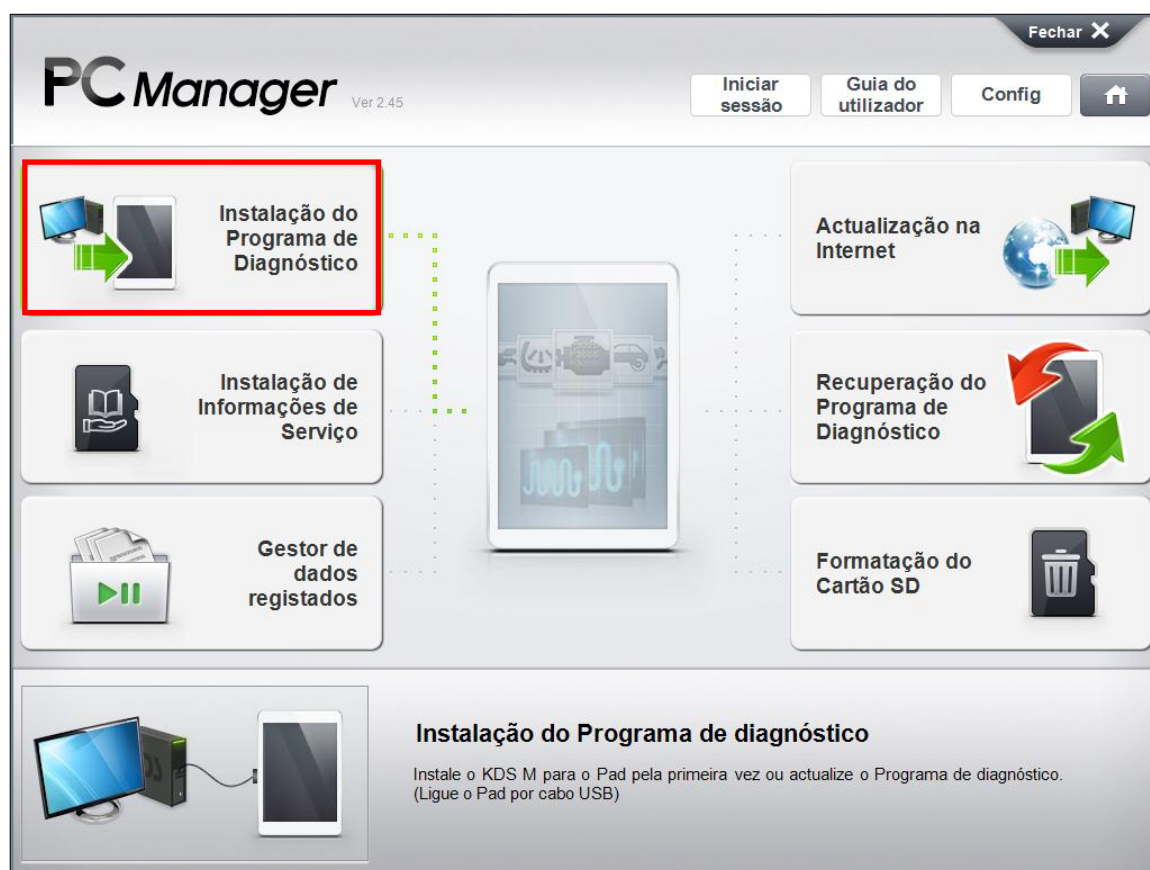 Fechar X
PC Manager Ver 2.45
Iniciar
sessão
Guia do
utilizador
Config
Instalação do
Programa de
Diagnóstico
Actualização na
Internet
Instalação de
Informações de
Serviço
Recuperação do
Programa de
Diagnóstico
Gestor de
dados
registados
Formatação do
Cartão SD
Instalação do Programa de diagnóstico
Instale o KDS M para o Pad pela primeira vez ou actualize o Programa de diagnóstico.
(Ligue o Pad por cabo USB)